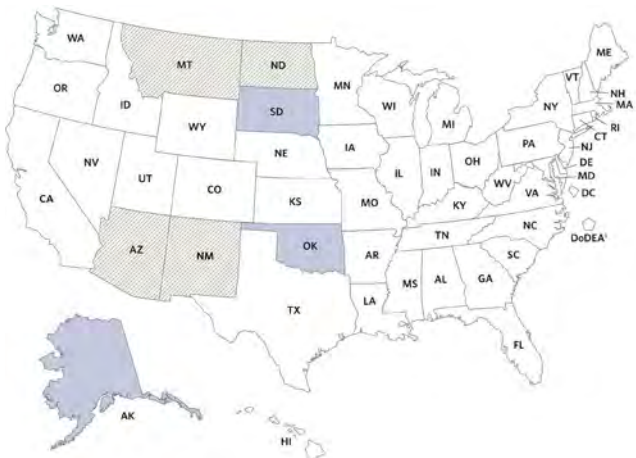 WA
MT
ND
MN
ME
VT
NH
MA
OR
ID
SD
WI
NY
RI
CT
WY
MI
PA
NJ
NV
NE
IA
OH
DE
MD
UT
IL
IN
WV
DC
CA
CO
KS
MO
KY
VA
TN
NC
DoDEA¹
AZ
NM
OK
AR
SC
MS
AL
GA
TX
LA
FL
AK
HI